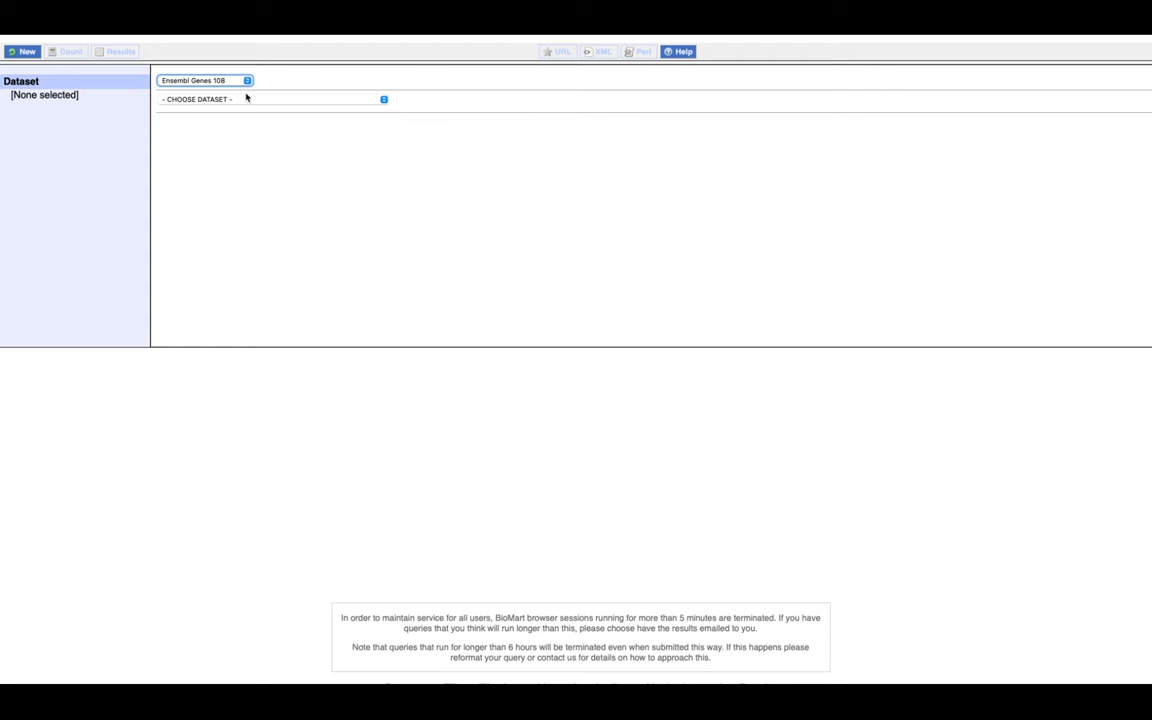 New Count Results URL XML Perl Help
Dataset
[None selected]
Ensembl Genes 108
- CHOOSE DATASET -
In order to maintain service for all users, BioMart browser sessions running for more than 5 minutes are terminated. If you have
queries that you think will run longer than this, please choose have the results emailed to you.
Note that queries that run for longer than 6 hours will be terminated even when submitted this way. If this happens please
reformat your query or contact us for details on how to approach this.